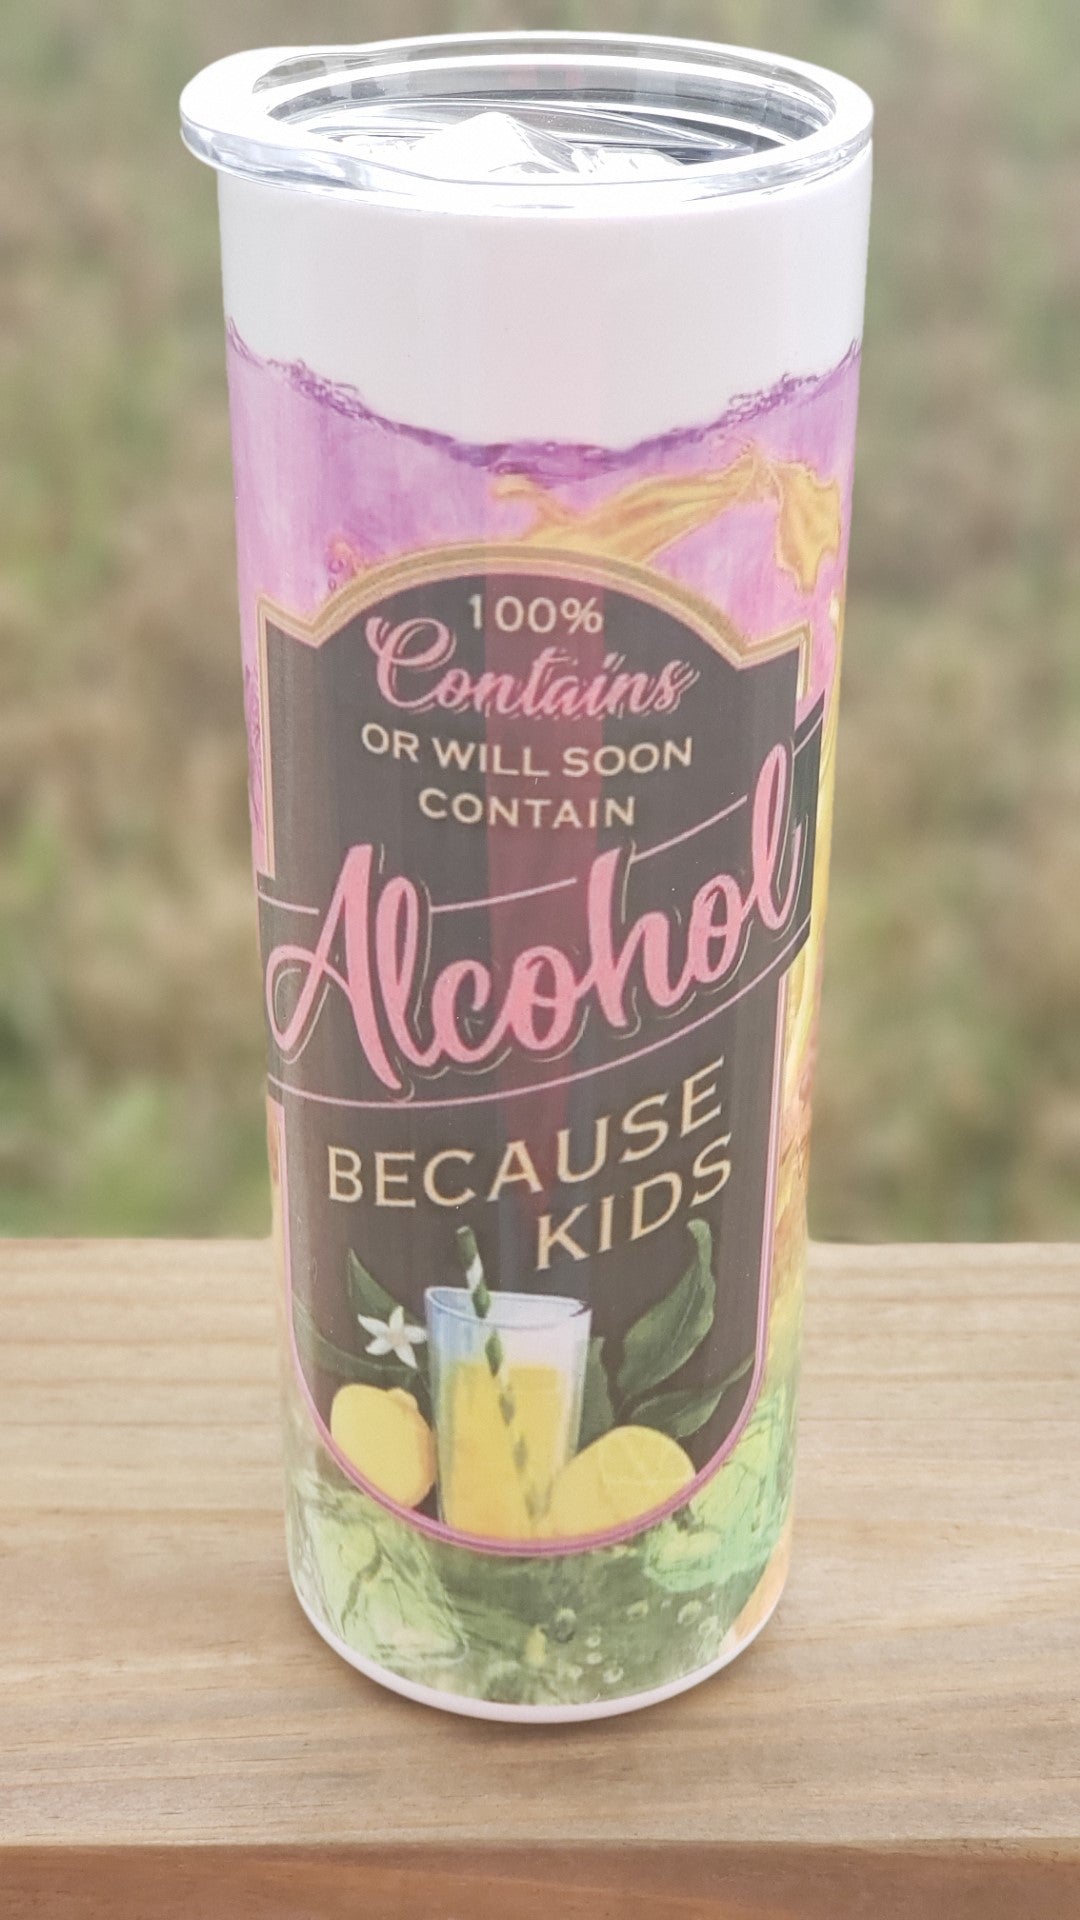 100%
Contains
OR WILL SOON
CONTAIN
Alcohol
BECAUSE
KIDS